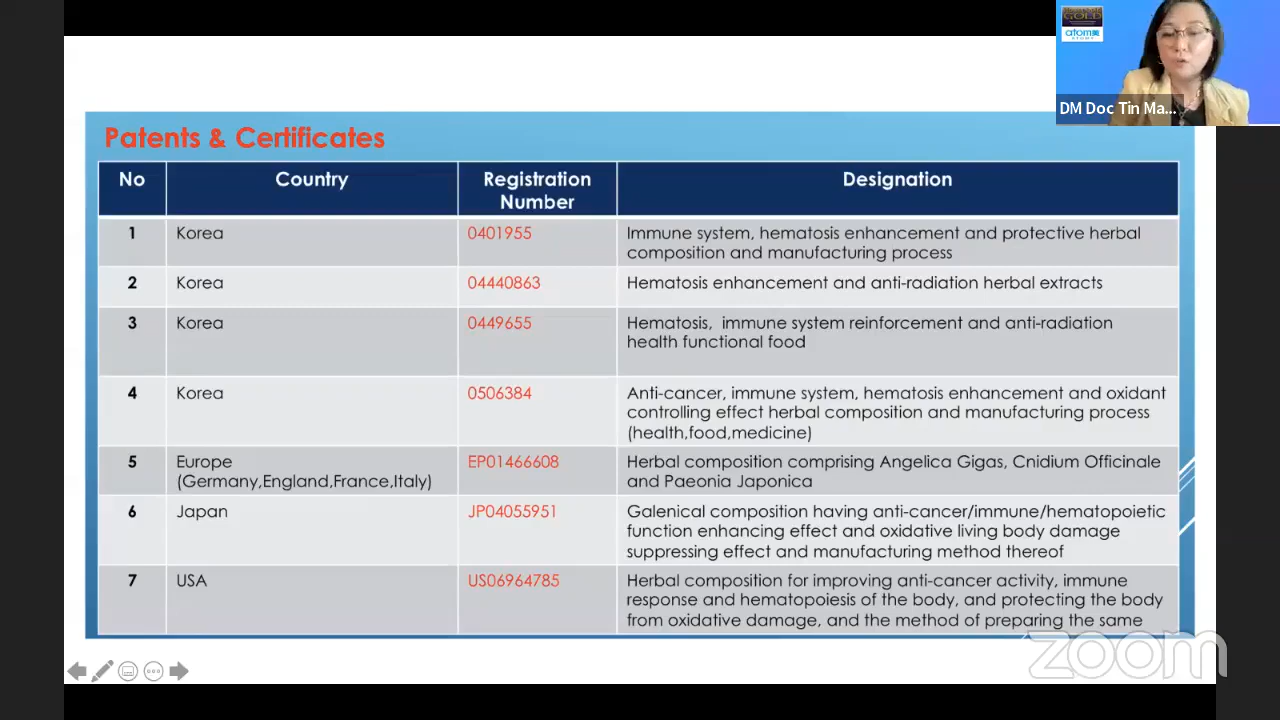 GOLD
atom美
ATOMY
DM Doc Tin Ma...
Patents & Certificates
No
Country
Registration
Number
Designation
1
Korea
0401955
Immune system, hematosis enhancement and protective herbal
composition and manufacturing process
2
Korea
04440863
Hematosis enhancement and anti-radiation herbal extracts
3
Korea
0449655
Hematosis,  immune system reinforcement and anti-radiation
health functional food
4
Korea
0506384
Anti-cancer, immune system, hematosis enhancement and oxidant
controlling effect herbal composition and manufacturing process
(health,food,medicine)
5
Europe
(Germany,England,France,Italy)
EP01466608
Herbal composition comprising Angelica Gigas, Cnidium Officinale
and Paeonia Japonica
6
Japan
JP04055951
Galenical composition having anti-cancer/immune/hematopoietic
function enhancing effect and oxidative living body damage
suppressing effect and manufacturing method thereof
7
USA
US06964785
Herbal composition for improving anti-cancer activity, immune
response and hematopoiesis of the body, and protecting the body
from oxidative damage, and the method of preparing the same
zoom